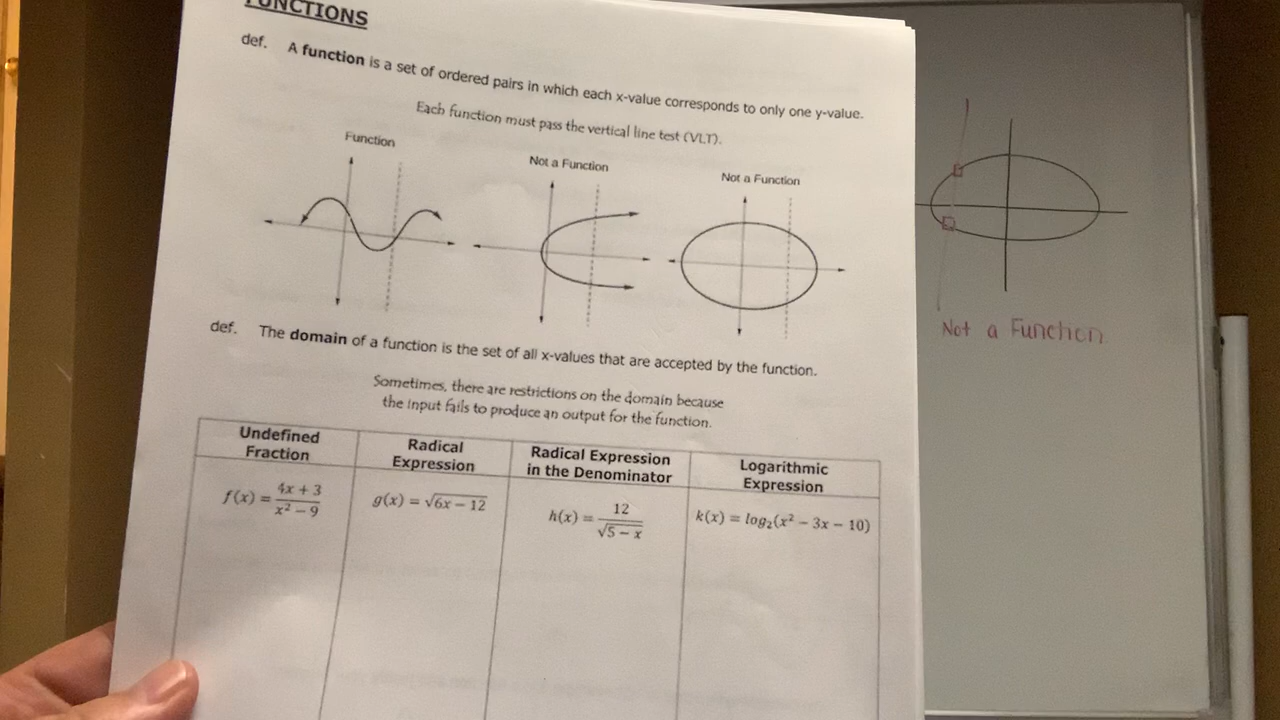 FUNCTIONS
def. A function is a set of ordered pairs in which each x-value corresponds to only one y-value.
Each function must pass the vertical line test (VLT).
Function
Not a Function
Not a Function
def. The domain of a function is the set of all x-values that are accepted by the function.
Sometimes, there are restrictions on the domain because
the input fails to produce an output for the function.
Undefined
Fraction
Radical
Expression
Radical Expression
in the Denominator
Logarithmic
Expression
f(x) = (4x + 3)/(x² − 9)
g(x) = √(6x − 12)
h(x) = 12/√(5 − x)
k(x) = log₂(x² − 3x − 10)
Not a Function